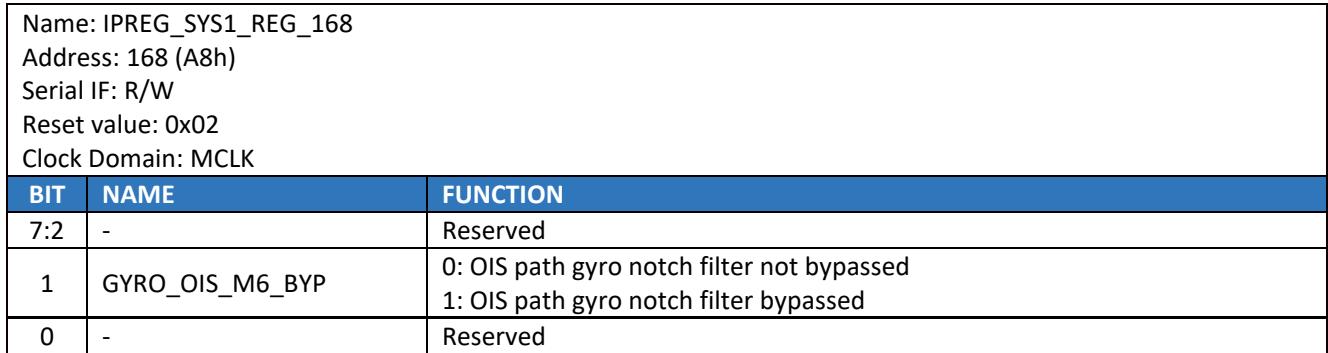 Name: IPREG_SYS1_REG_168
Address: 168 (A8h)
Serial IF: R/W
Reset value: 0x02
Clock Domain: MCLK
BIT NAME FUNCTION
7:2 - Reserved
1 GYRO_OIS_M6_BYP 0: OIS path gyro notch filter not bypassed
1: OIS path gyro notch filter bypassed
0 - Reserved